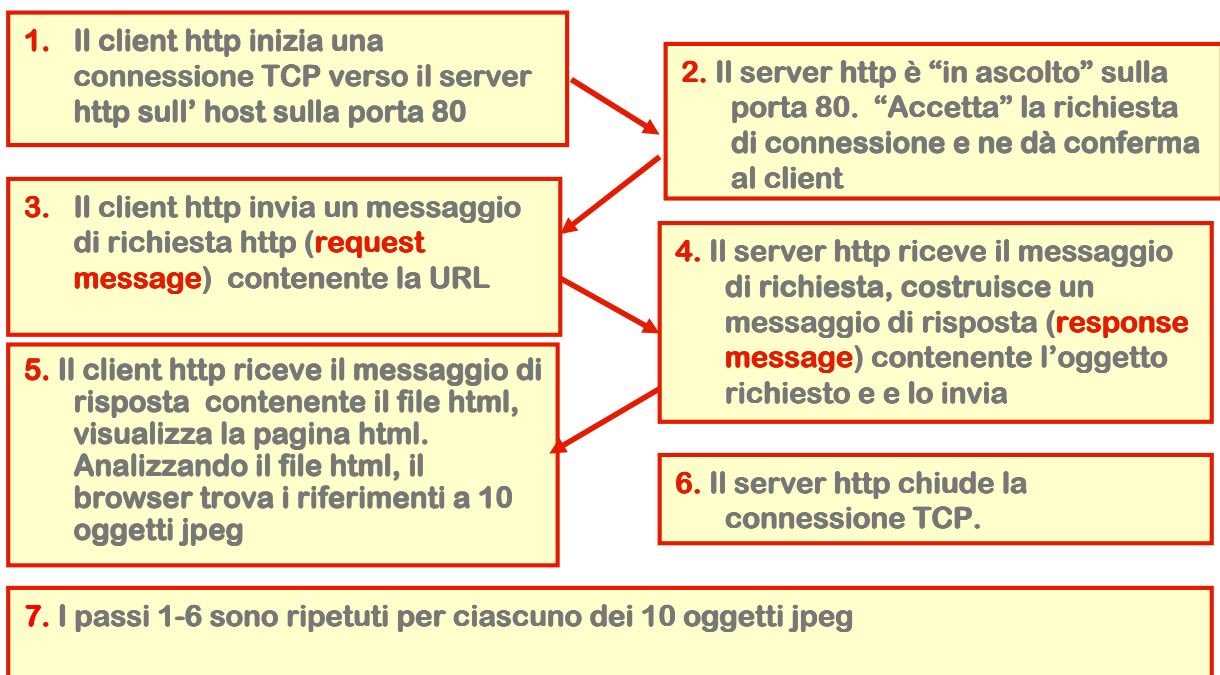 1. Il client http inizia una
connessione TCP verso il server
http sull’ host sulla porta 80
2. Il server http è “in ascolto” sulla
porta 80. “Accetta” la richiesta
di connessione e ne dà conferma
al client
3. Il client http invia un messaggio
di richiesta http (request
message) contenente la URL
4. Il server http riceve il messaggio
di richiesta, costruisce un
messaggio di risposta (response
message) contenente l’oggetto
richiesto e e lo invia
5. Il client http riceve il messaggio di
risposta contenente il file html,
visualizza la pagina html.
Analizzando il file html, il
browser trova i riferimenti a 10
oggetti jpeg
6. Il server http chiude la
connessione TCP.
7. I passi 1-6 sono ripetuti per ciascuno dei 10 oggetti jpeg